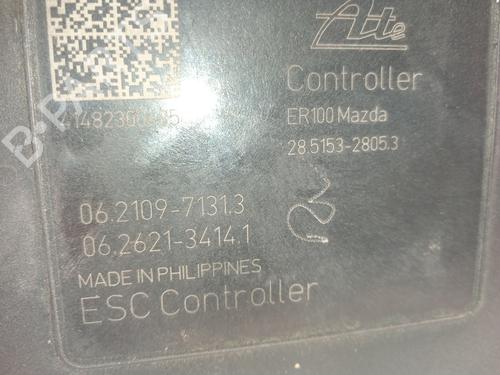 Ate
Controller
ER100 Mazda
28.5153-2805.3
06.2109-7131.3
06.2621-3414.1
MADE IN PHILIPPINES
ESC Controller